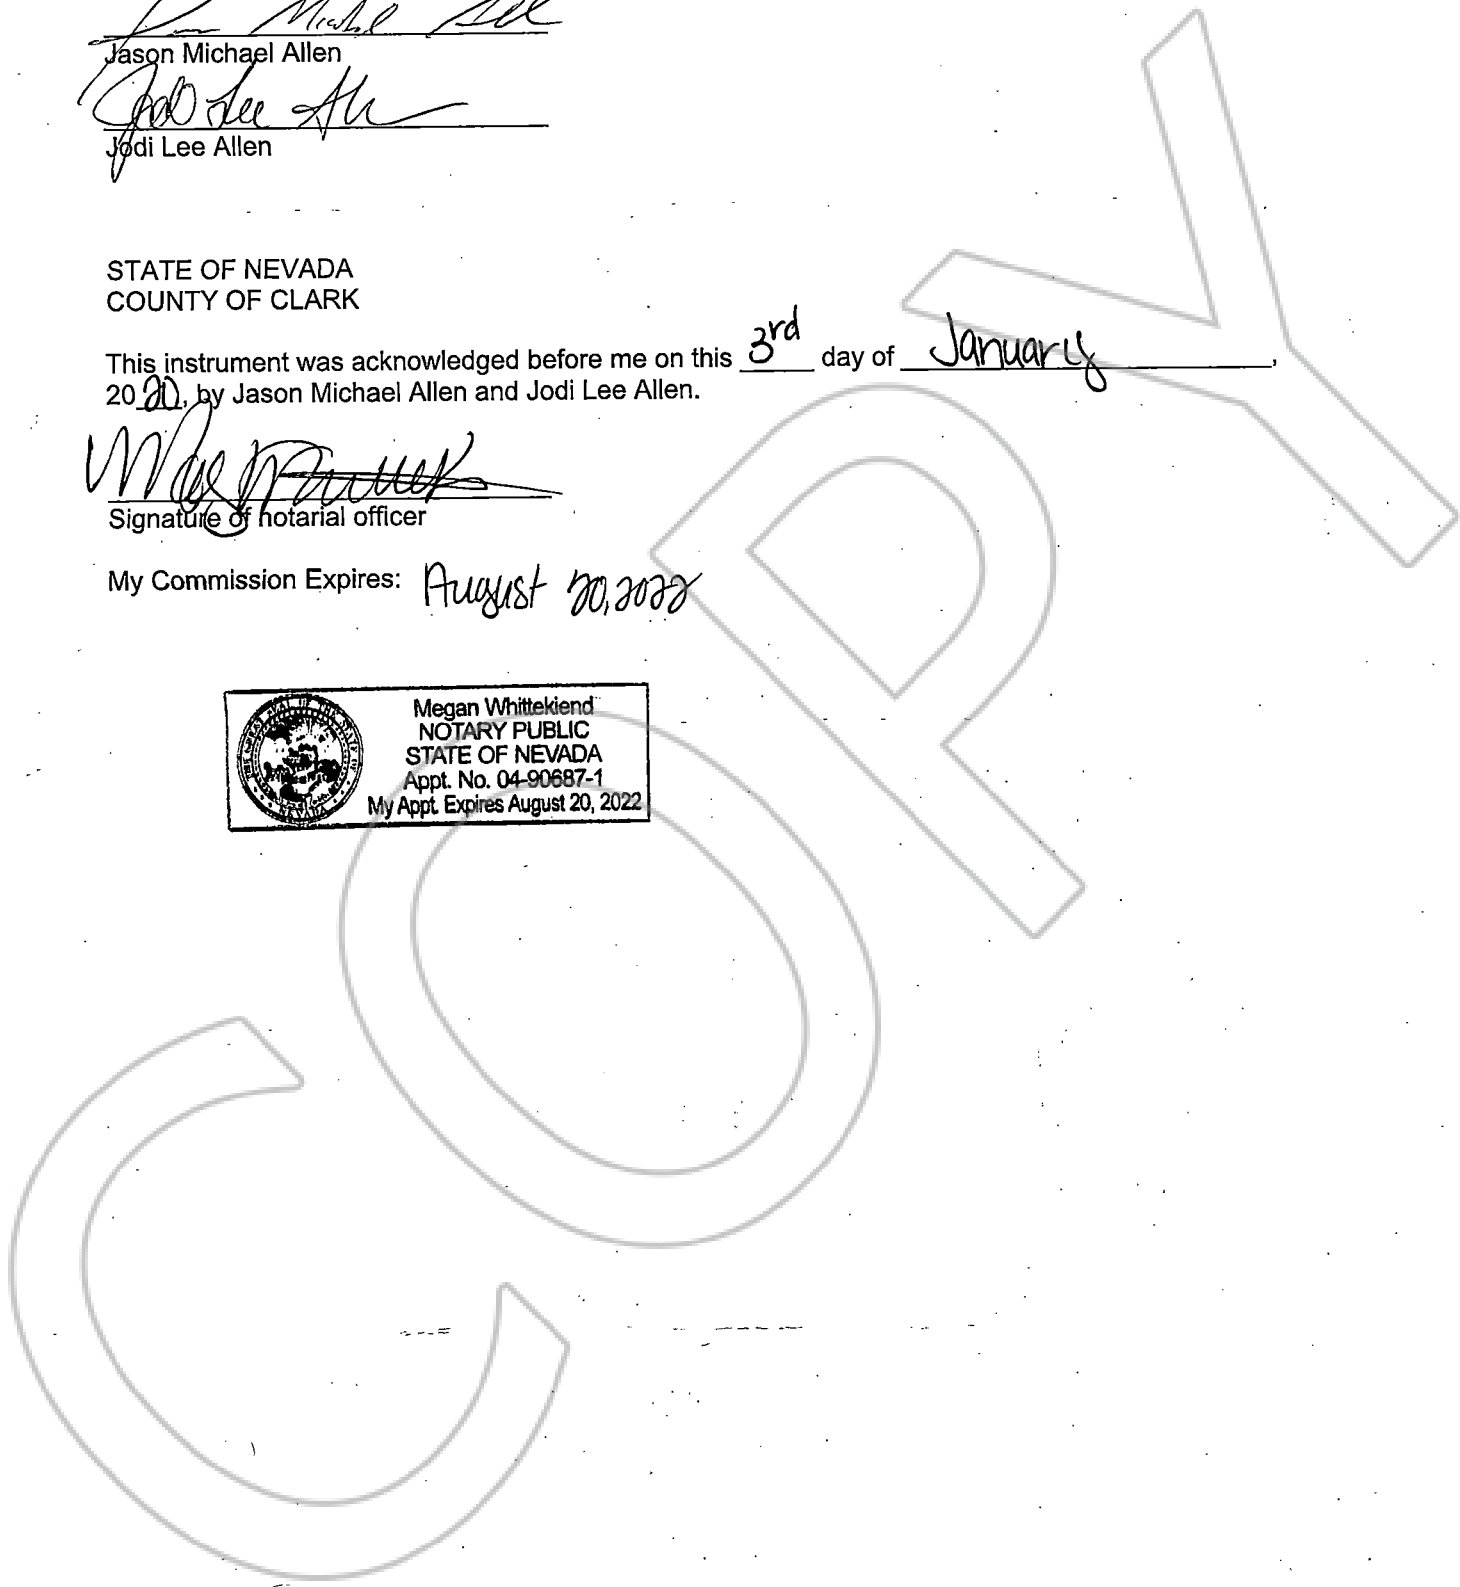 Jason Michael Allen
Jodi Lee Allen
STATE OF NEVADA
COUNTY OF CLARK
This instrument was acknowledged before me on this 3rd day of January,
2020, by Jason Michael Allen and Jodi Lee Allen.
Signature of notarial officer
My Commission Expires: August 20, 2022
Megan Whittekiend
NOTARY PUBLIC
STATE OF NEVADA
Appt. No. 04-90687-1
My Appt. Expires August 20, 2022
COPY